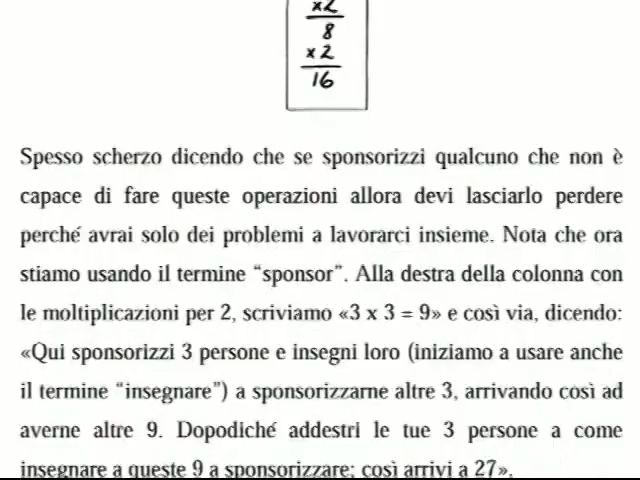 x2
8
x2
16
Spesso scherzo dicendo che se sponsorizzi qualcuno che non è
capace di fare queste operazioni allora devi lasciarlo perdere
perché avrai solo dei problemi a lavorarci insieme. Nota che ora
stiamo usando il termine “sponsor”. Alla destra della colonna con
le moltiplicazioni per 2, scriviamo «3 x 3 = 9» e così via, dicendo:
«Qui sponsorizzi 3 persone e insegni loro (iniziamo a usare anche
il termine “insegnare”) a sponsorizzarne altre 3, arrivando così ad
averne altre 9. Dopodiché addestri le tue 3 persone a come
insegnare a queste 9 a sponsorizzare; così arrivi a 27».